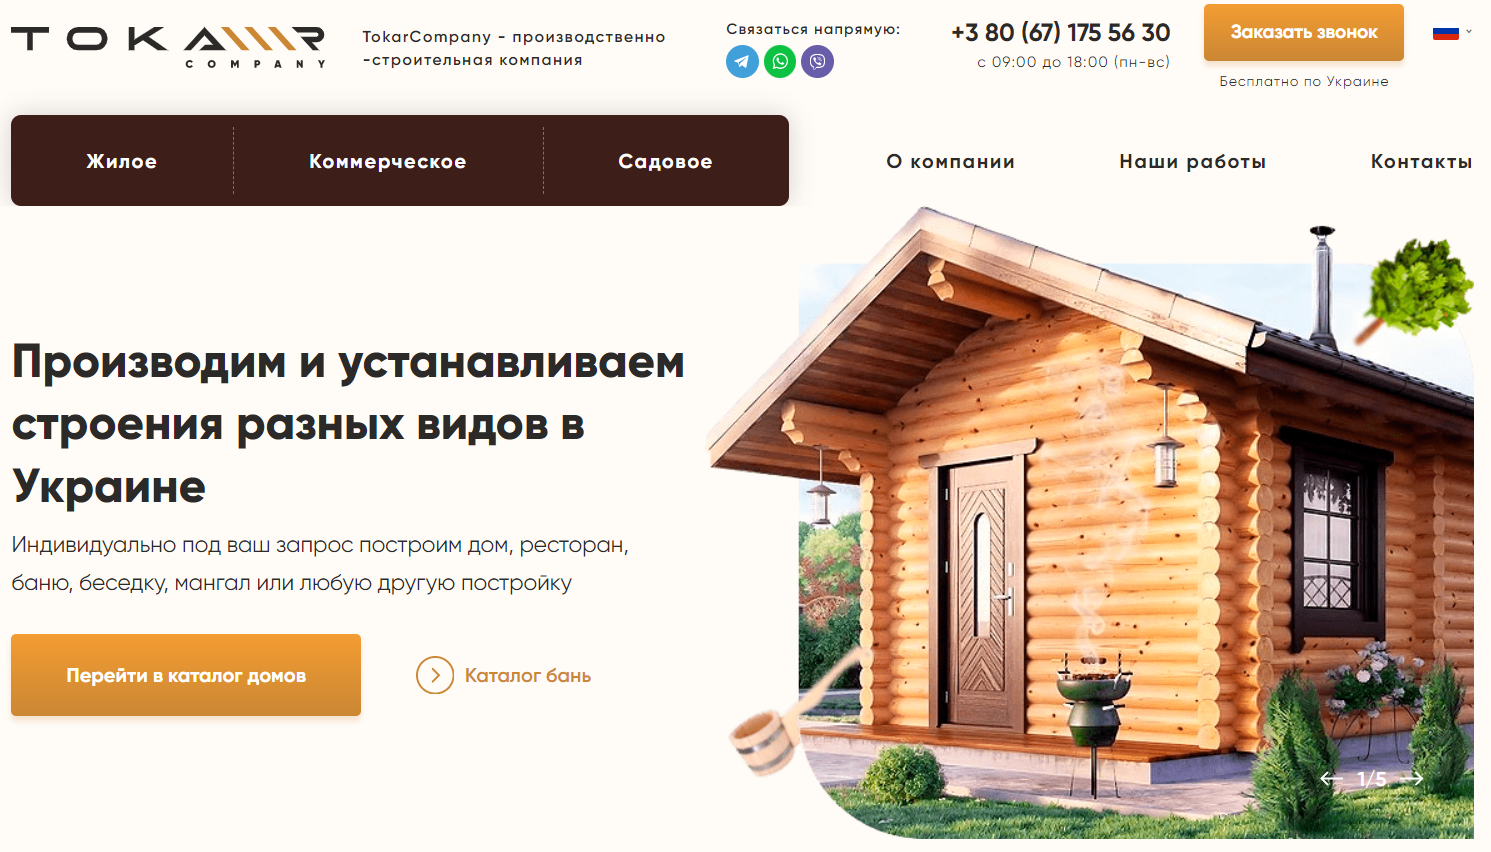 TOKAR
COMPANY
TokarCompany - производственно
-строительная компания
Связаться напрямую:
+3 80 (67) 175 56 30
с 09:00 до 18:00 (пн-вс)
Заказать звонок
Бесплатно по Украине
Жилое
Коммерческое
Садовое
О компании
Наши работы
Контакты
Производим и устанавливаем
строения разных видов в
Украине
Индивидуально под ваш запрос построим дом, ресторан,
баню, беседку, мангал или любую другую постройку
Перейти в каталог домов
Каталог бань
1/5